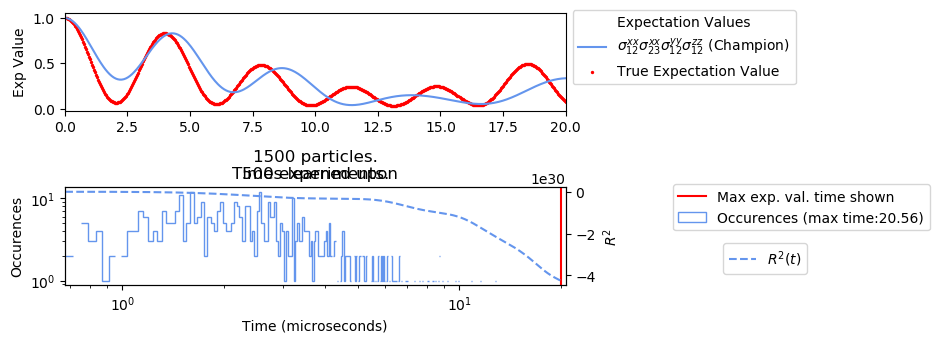 Expectation Values
σ₁₂ˣˣσ₂₃ˣˣσ₁₂ʸʸσ₁₂ᶻᶻ (Champion)
True Expectation Value
Exp Value
1.0
0.5
0.0
0.0 2.5 5.0 7.5 10.0 12.5 15.0 17.5 20.0
1500 particles.
500 experiments.
Times learned upon
1e30
Occurences
10¹
10⁰
0
−2
−4
R²
10⁰ 10¹
Time (microseconds)
Max exp. val. time shown
Occurences (max time:20.56)
R²(t)